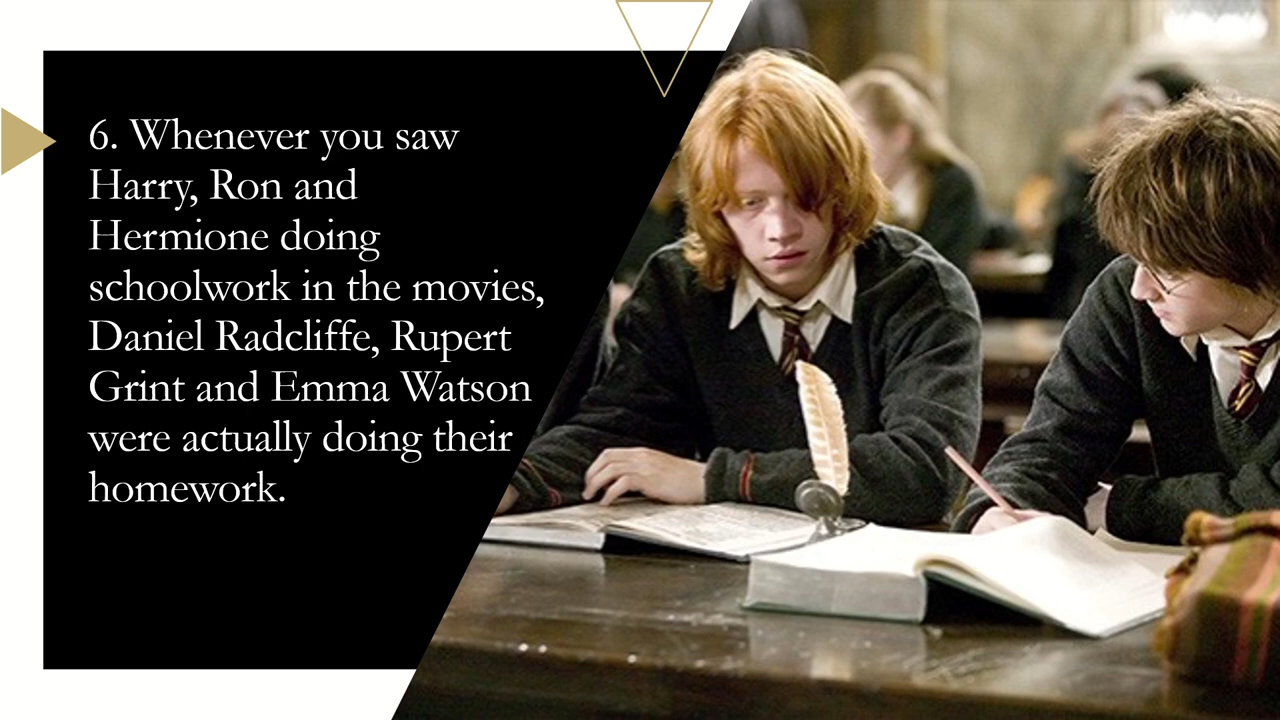 6. Whenever you saw
Harry, Ron and
Hermione doing
schoolwork in the movies,
Daniel Radcliffe, Rupert
Grint and Emma Watson
were actually doing their
homework.